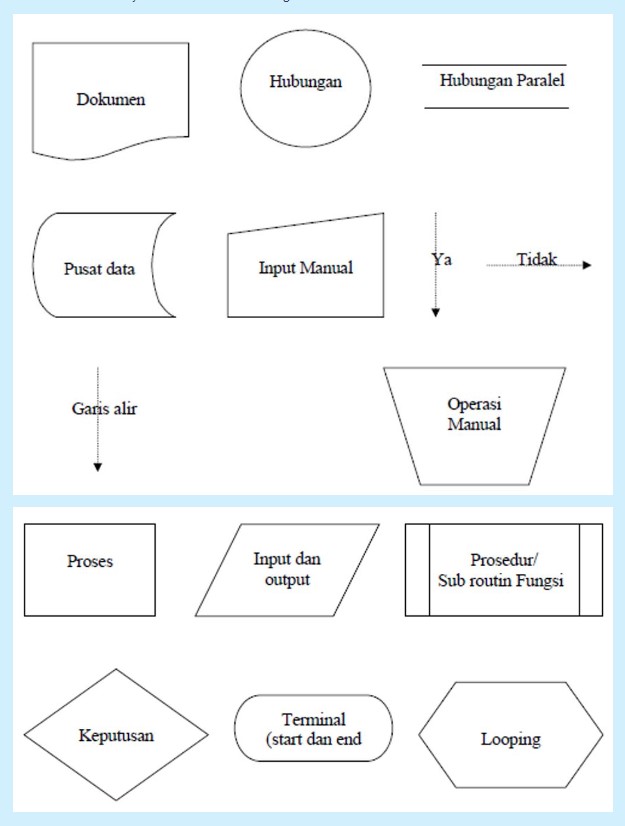 Dokumen
Hubungan
Hubungan Paralel
Pusat data
Input Manual
Ya
Tidak
Garis alir
Operasi
Manual
Proses
Input dan
output
Prosedur/
Sub routin Fungsi
Keputusan
Terminal
(start dan end
Looping